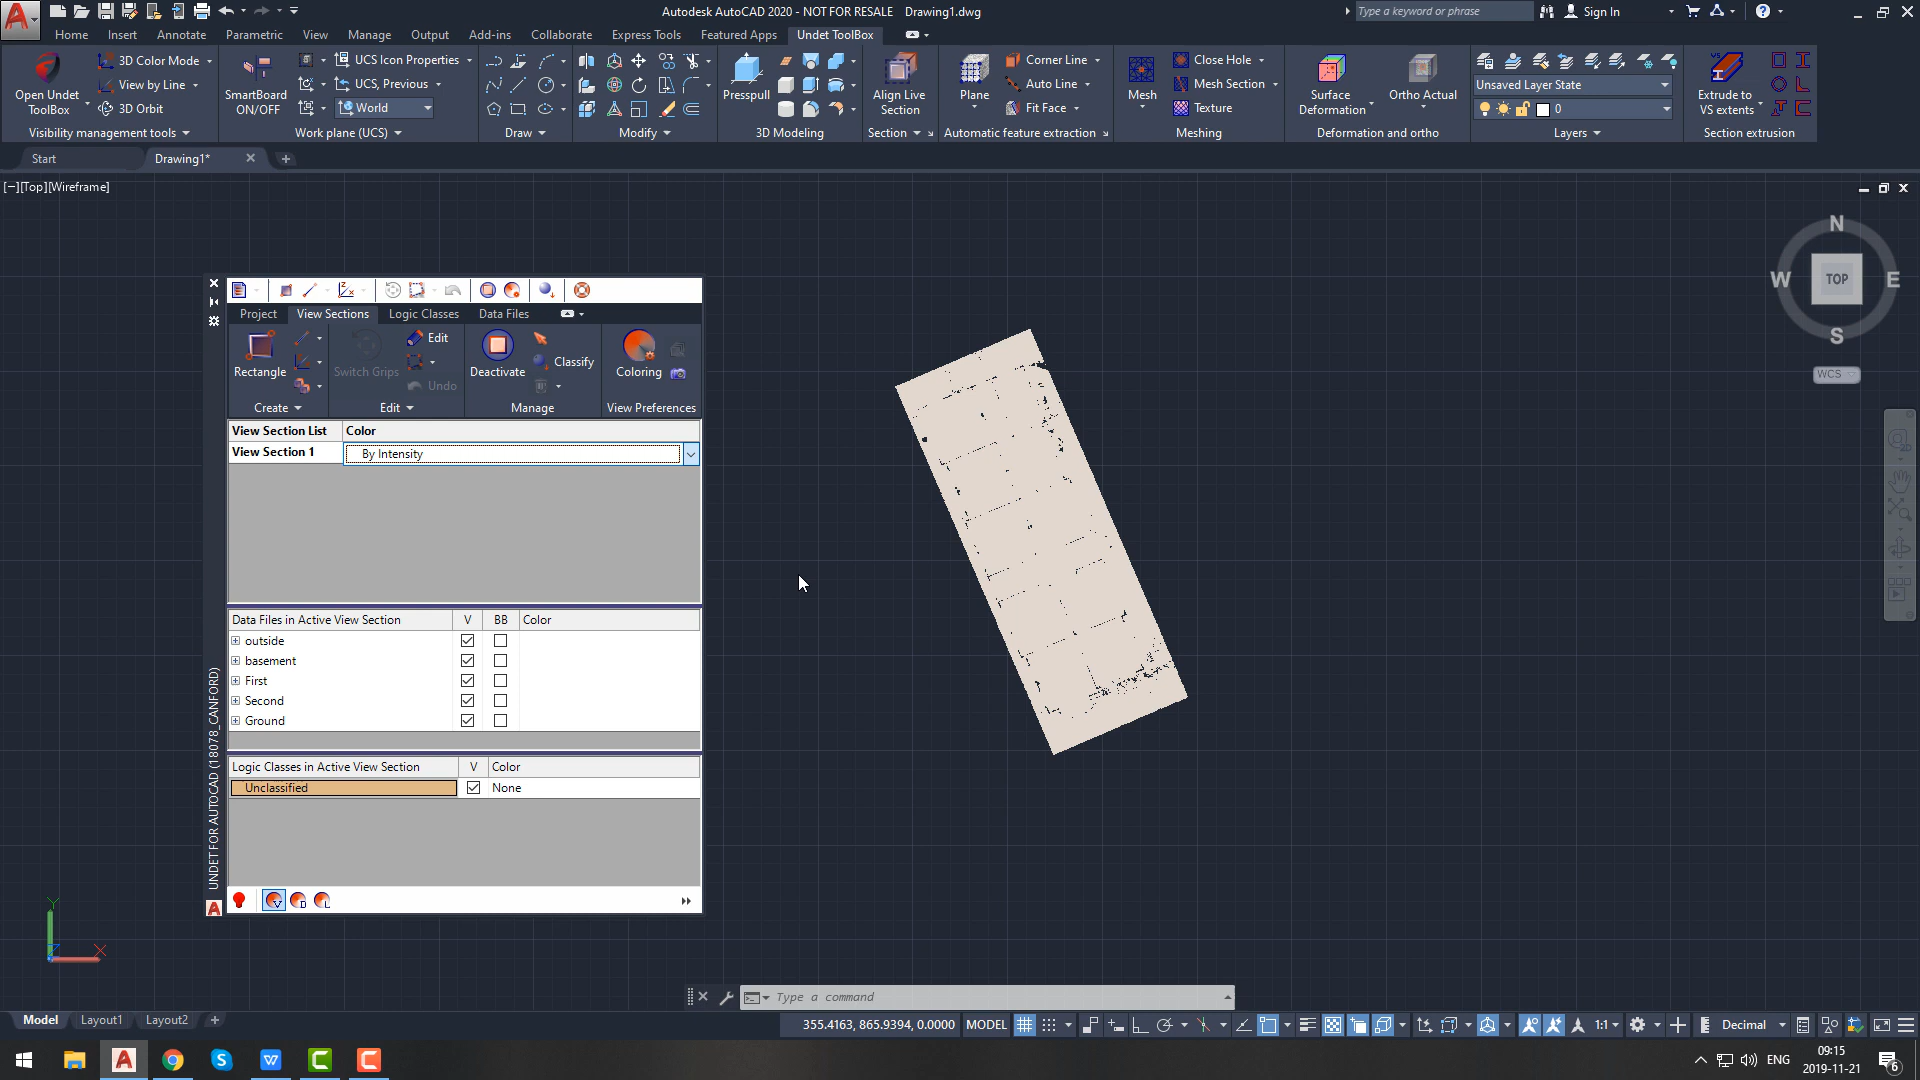 Autodesk AutoCAD 2020 - NOT FOR RESALE Drawing1.dwg
Type a keyword or phrase
Sign In
Home Insert Annotate Parametric View Manage Output Add-ins Collaborate Express Tools Featured Apps Undet ToolBox
Open Undet ToolBox
3D Color Mode
View by Line
3D Orbit
Visibility management tools
SmartBoard ON/OFF
UCS Icon Properties
UCS, Previous
World
Work plane (UCS)
Draw
Modify
Presspull
3D Modeling
Align Live Section
Section
Plane
Corner Line
Auto Line
Fit Face
Automatic feature extraction
Mesh
Close Hole
Mesh Section
Texture
Meshing
Surface Deformation
Ortho Actual
Deformation and ortho
Unsaved Layer State
0
Layers
Extrude to VS extents
Section extrusion
Start Drawing1*
[−][Top][Wireframe]
N
W TOP E
S
WCS
Project View Sections Logic Classes Data Files
Rectangle
Create
Switch Grips
Edit
Undo
Edit
Deactivate
Classify
Manage
Coloring
View Preferences
View Section List Color
View Section 1 By Intensity
Data Files in Active View Section V BB Color
outside
basement
First
Second
Ground
Logic Classes in Active View Section V Color
Unclassified None
UNDET FOR AUTOCAD (18078_CANFORD)
Y
X
Z
Type a command
Model Layout1 Layout2
355.4163, 865.9394, 0.0000 MODEL
1:1
Decimal
ENG
09:15
2019-11-21
6